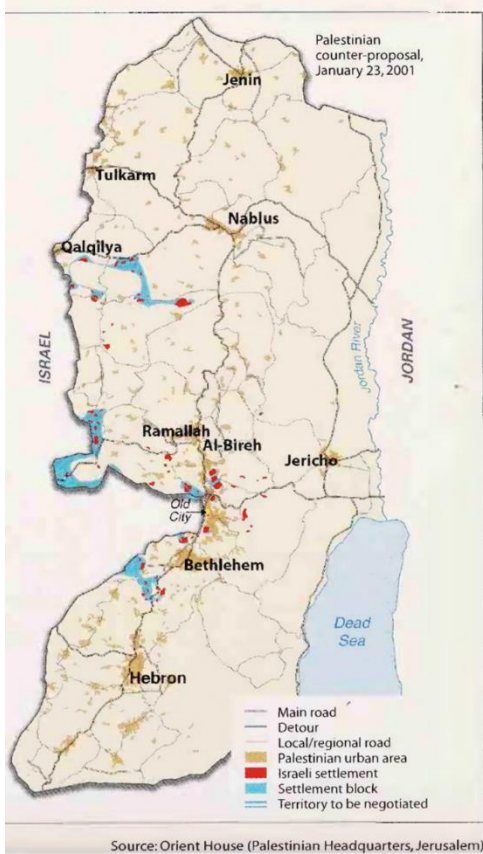 Palestinian
counter-proposal,
January 23, 2001
Jenin
Tulkarm
Nablus
Qalqilya
ISRAEL
Jordan River
JORDAN
Ramallah
Al-Bireh
Jericho
Old
City
Bethlehem
Dead
Sea
Hebron
Main road
Detour
Local/regional road
Palestinian urban area
Israeli settlement
Settlement block
Territory to be negotiated
Source: Orient House (Palestinian Headquarters, Jerusalem)